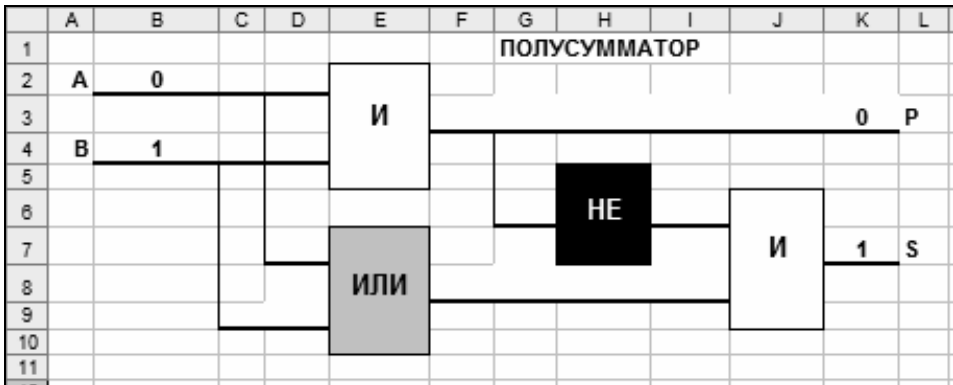 A B C D E F G H I J K L
1 ПОЛУСУММАТОР
2 A 0
3 И 0 P
4 B 1
5
6 НЕ
7 И 1 S
8 ИЛИ
9
10
11